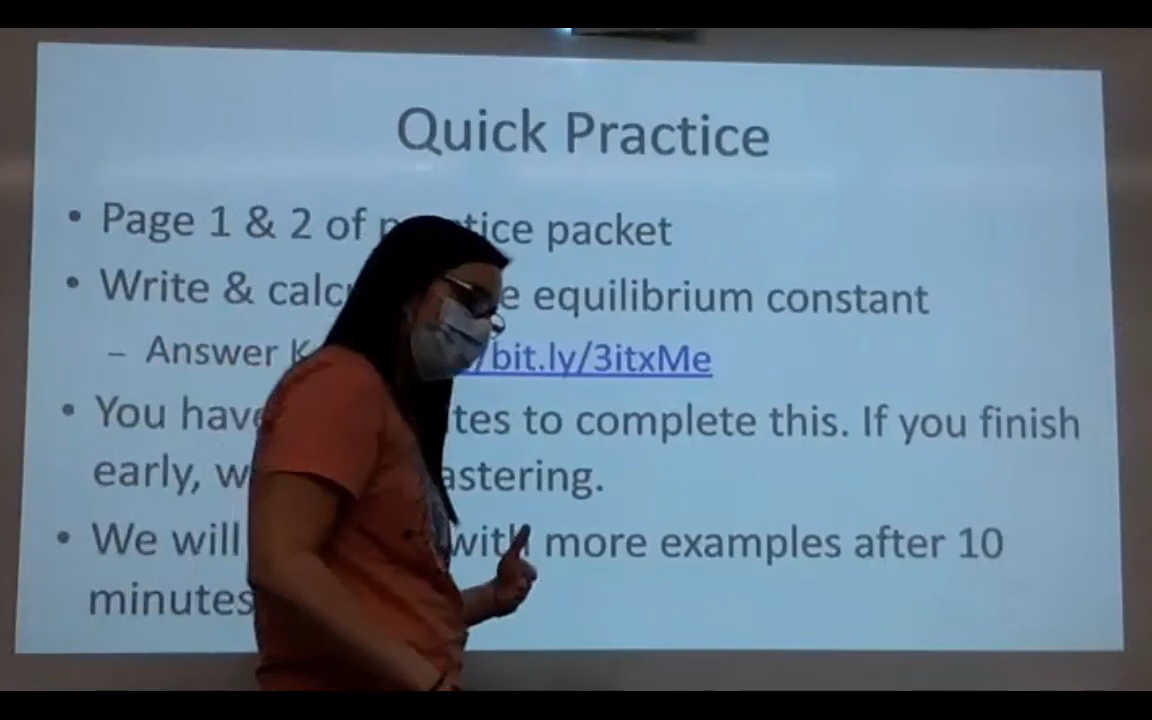 Quick Practice
• Page 1 & 2 of practice packet
• Write & calc e equilibrium constant
– Answer K /bit.ly/3itxMe
• You have tes to complete this. If you finish
early, w astering.
• We will with more examples after 10
minutes